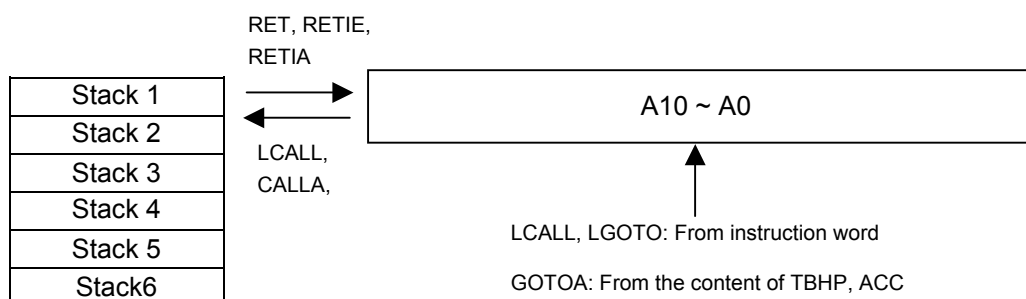 RET, RETIE,
RETIA
Stack 1
Stack 2
Stack 3
Stack 4
Stack 5
Stack6
A10 ~ A0
LCALL,
CALLA,
LCALL, LGOTO: From instruction word
GOTOA: From the content of TBHP, ACC